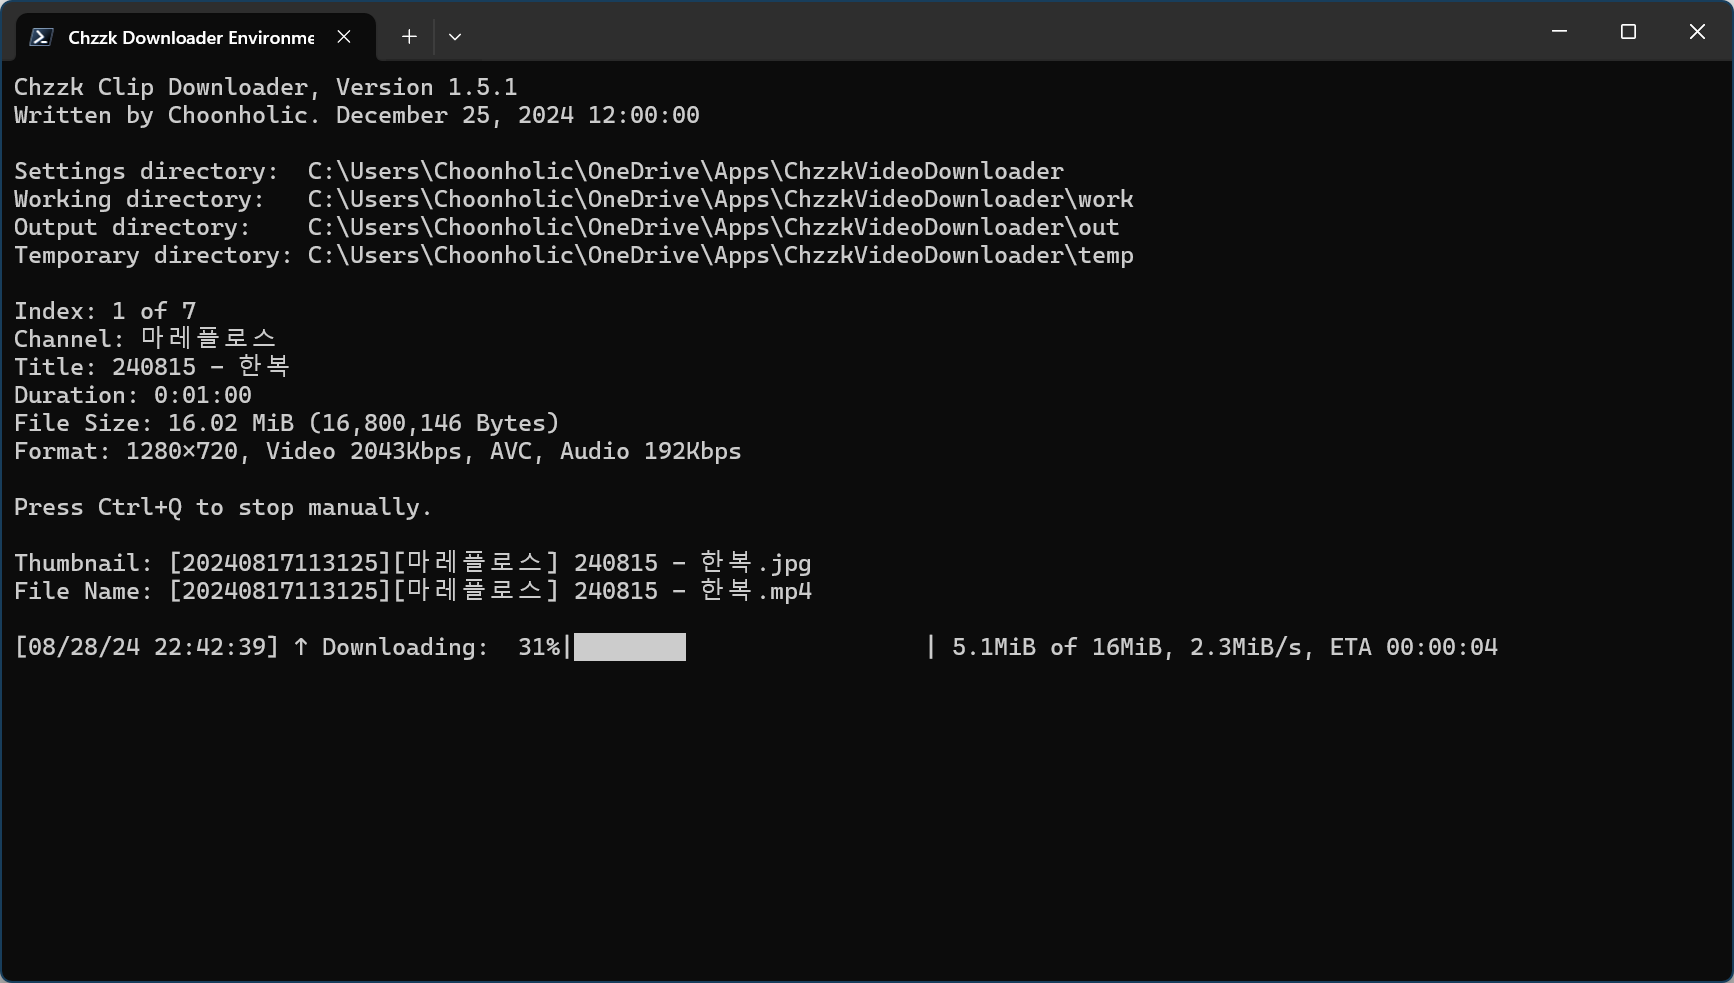 Chzzk Downloader Environme
Chzzk Clip Downloader, Version 1.5.1
Written by Choonholic. December 25, 2024 12:00:00
Settings directory:  C:\Users\Choonholic\OneDrive\Apps\ChzzkVideoDownloader
Working directory:   C:\Users\Choonholic\OneDrive\Apps\ChzzkVideoDownloader\work
Output directory:    C:\Users\Choonholic\OneDrive\Apps\ChzzkVideoDownloader\out
Temporary directory: C:\Users\Choonholic\OneDrive\Apps\ChzzkVideoDownloader\temp
Index: 1 of 7
Channel: 마레플로스
Title: 240815 - 한복
Duration: 0:01:00
File Size: 16.02 MiB (16,800,146 Bytes)
Format: 1280×720, Video 2043Kbps, AVC, Audio 192Kbps
Press Ctrl+Q to stop manually.
Thumbnail: [20240817113125][마레플로스] 240815 - 한복.jpg
File Name: [20240817113125][마레플로스] 240815 - 한복.mp4
[08/28/24 22:42:39] ↑ Downloading:  31%|████████                 | 5.1MiB of 16MiB, 2.3MiB/s, ETA 00:00:04